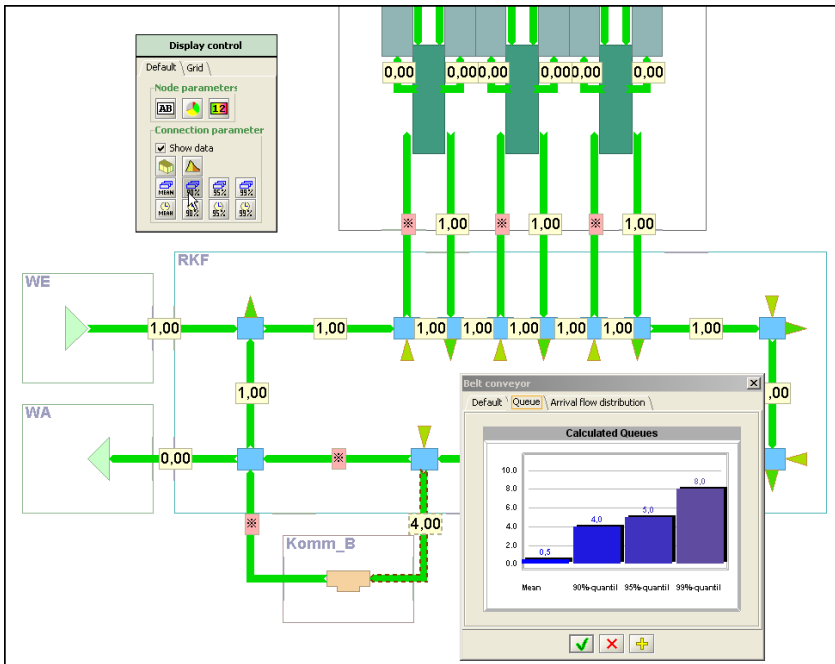 Display control
Default Grid
Node parameters
AB 12
Connection parameter
Show data
MEAN 90% 95% 99%
MEAN 90% 95% 99%
0,00 0,00 0,00 0,00 0,00 0,00
※ 1,00 ※ 1,00 ※ 1,00
RKF
WE
1,00 1,00 1,00 1,00 1,00 1,00 1,00 1,00
1,00 ,00
WA
0,00 ※
※ 4,00
Komm_B
Belt conveyor
Default Queue Arrival flow distribution
Calculated Queues
10.0
8.0
6.0
4.0
2.0
0.0
0,5 4,0 5,0 8,0
Mean 90%-quantil 95%-quantil 99%-quantil